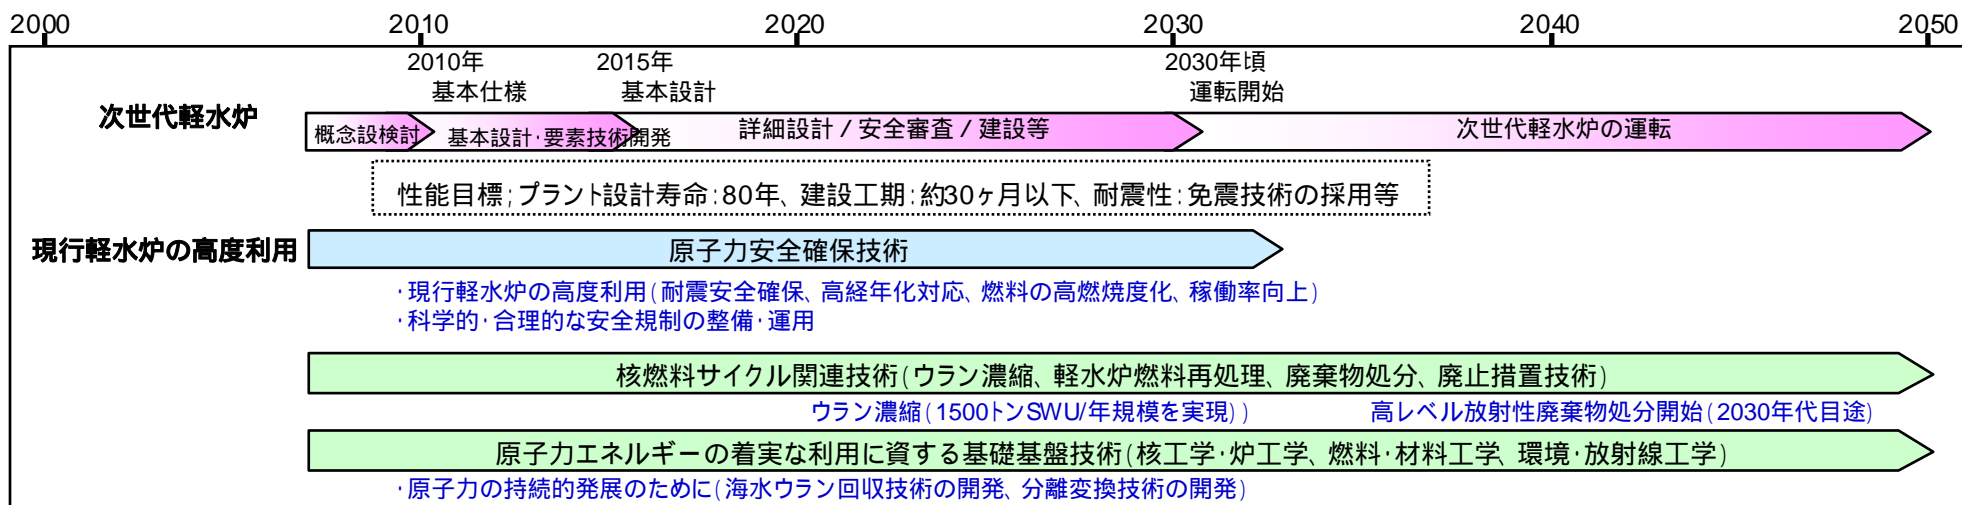 2000 2010 2020 2030 2040 2050
2010年 2015年 2030年頃
基本仕様 基本設計 運転開始
次世代軽水炉
概念設検討 基本設計・要素技術開発 詳細設計 / 安全審査 / 建設等 次世代軽水炉の運転
性能目標;プラント設計寿命:80年、建設工期:約30ヶ月以下、耐震性:免震技術の採用等
現行軽水炉の高度利用 原子力安全確保技術
・現行軽水炉の高度利用(耐震安全確保、高経年化対応、燃料の高燃焼度化、稼働率向上)
・科学的・合理的な安全規制の整備・運用
核燃料サイクル関連技術(ウラン濃縮、軽水炉燃料再処理、廃棄物処分、廃止措置技術)
ウラン濃縮(1500トンSWU/年規模を実現)) 高レベル放射性廃棄物処分開始(2030年代目途)
原子力エネルギーの着実な利用に資する基礎基盤技術(核工学・炉工学、燃料・材料工学、環境・放射線工学)
・原子力の持続的発展のために(海水ウラン回収技術の開発、分離変換技術の開発)